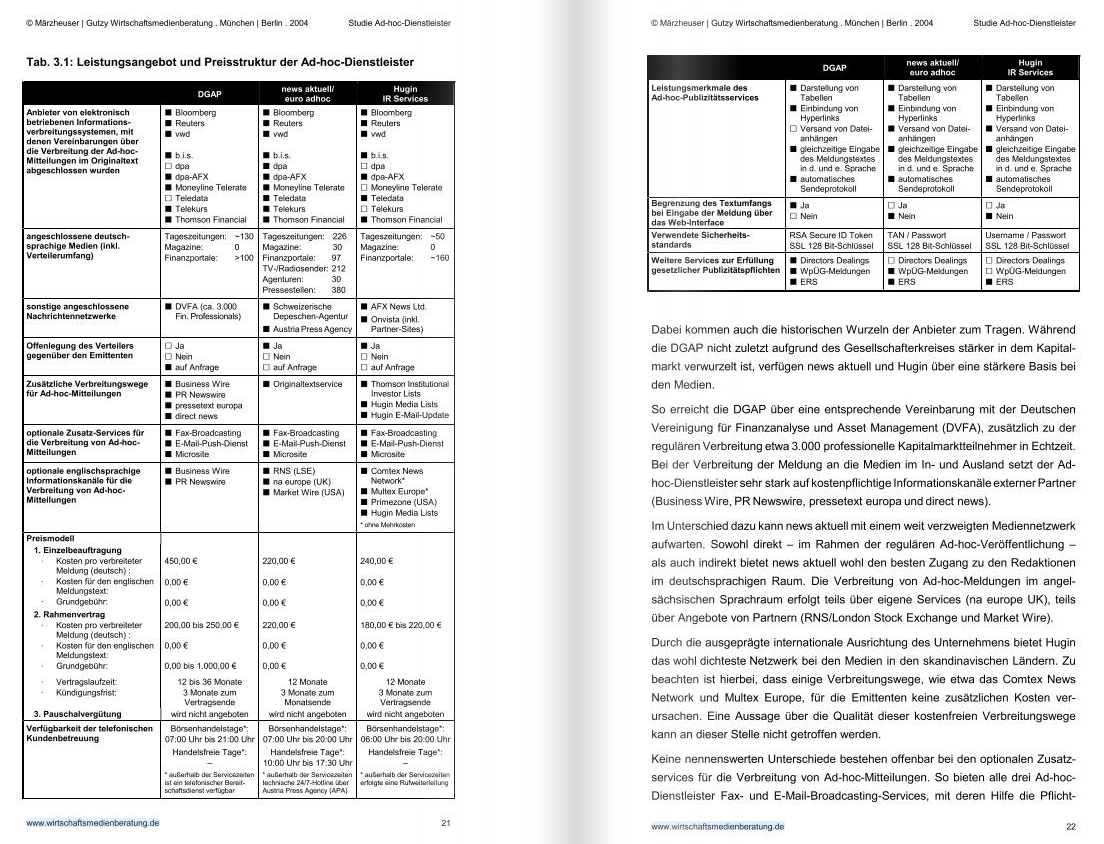 © Märzheuser | Gutzy Wirtschaftsmedienberatung . München | Berlin . 2004 Studie Ad-hoc-Dienstleister
Tab. 3.1: Leistungsangebot und Preisstruktur der Ad-hoc-Dienstleister
DGAP news aktuell/ euro adhoc Hugin IR Services
Anbieter von elektronisch betriebenen Informations-
verbreitungssystemen, mit denen Vereinbarungen über
die Verbreitung der Ad-hoc-
Mitteilungen im Originaltext abgeschlossen wurden
■ Bloomberg ■ Bloomberg ■ Bloomberg
■ Reuters ■ Reuters ■ Reuters
■ vwd ■ vwd ■ vwd
■ b.i.s. ■ b.i.s. ■ b.i.s.
☐ dpa ■ dpa ☐ dpa
■ dpa-AFX ■ dpa-AFX ■ dpa-AFX
■ Moneyline Telerate ■ Moneyline Telerate ☐ Moneyline Telerate
☐ Teledata ■ Teledata ■ Teledata
■ Telekurs ■ Telekurs ☐ Telekurs
■ Thomson Financial ■ Thomson Financial ■ Thomson Financial
angeschlossene deutsch-
sprachige Medien (inkl.
Verteilerumfang)
Tageszeitungen: ~130 Tageszeitungen: 226 Tageszeitungen: ~50
Magazine: 0 Magazine: 30 Magazine: 0
Finanzportale: >100 Finanzportale: 97 Finanzportale: ~160
TV-/Radiosender: 212
Agenturen: 30
Pressestellen: 380
sonstige angeschlossene
Nachrichtennetzwerke
■ DVFA (ca. 3.000
Fin. Professionals)
■ Schweizerische
Depeschen-Agentur
■ Austria Press Agency
■ AFX News Ltd.
■ Onvista (inkl.
Partner-Sites)
Offenlegung des Verteilers
gegenüber den Emittenten
☐ Ja ■ Ja ■ Ja
☐ Nein ☐ Nein ☐ Nein
■ auf Anfrage ☐ auf Anfrage ☐ auf Anfrage
Zusätzliche Verbreitungswege
für Ad-hoc-Mitteilungen
■ Business Wire
■ PR Newswire
■ pressetext europa
■ direct news
■ Originaltextservice
■ Thomson Institutional
Investor Lists
■ Hugin Media Lists
■ Hugin E-Mail-Update
optionale Zusatz-Services für
die Verbreitung von Ad-hoc-
Mitteilungen
■ Fax-Broadcasting ■ Fax-Broadcasting ■ Fax-Broadcasting
■ E-Mail-Push-Dienst ■ E-Mail-Push-Dienst ■ E-Mail-Push-Dienst
■ Microsite ■ Microsite ■ Microsite
optionale englischsprachige
Informationskanäle für die
Verbreitung von Ad-hoc-
Mitteilungen
■ Business Wire
■ PR Newswire
■ RNS (LSE)
■ na europe (UK)
■ Market Wire (USA)
■ Comtex News
Network*
■ Multex Europe*
■ Primezone (USA)
■ Hugin Media Lists
* ohne Mehrkosten
Preismodell
1. Einzelbeauftragung
· Kosten pro verbreiteter 450,00 € 220,00 € 240,00 €
Meldung (deutsch) :
· Kosten für den englischen 0,00 € 0,00 € 0,00 €
Meldungstext:
· Grundgebühr: 0,00 € 0,00 € 0,00 €
2. Rahmenvertrag
· Kosten pro verbreiteter 200,00 bis 250,00 € 220,00 € 180,00 € bis 220,00 €
Meldung (deutsch) :
· Kosten für den englischen 0,00 € 0,00 € 0,00 €
Meldungstext:
· Grundgebühr: 0,00 bis 1.000,00 € 0,00 € 0,00 €
· Vertragslaufzeit: 12 bis 36 Monate 12 Monate 12 Monate
· Kündigungsfrist: 3 Monate zum 3 Monate zum 3 Monate zum
Vertragsende Monatsende Vertragsende
3. Pauschalvergütung wird nicht angeboten wird nicht angeboten wird nicht angeboten
Verfügbarkeit der telefonischen Börsenhandelstage*: Börsenhandelstage*: Börsenhandelstage*:
Kundenbetreuung 07:00 Uhr bis 21:00 Uhr 07:00 Uhr bis 20:00 Uhr 06:00 Uhr bis 20:00 Uhr
Handelsfreie Tage*: Handelsfreie Tage*: Handelsfreie Tage*:
– 10:00 Uhr bis 17:30 Uhr –
* außerhalb der Servicezeiten
ist ein telefonischer Bereit-
schaftsdienst verfügbar
* außerhalb der Servicezeiten
technische 24/7-Hotline über
Austria Press Agency (APA)
* außerhalb der Servicezeiten
erfolgte eine Rufweiterleitung
www.wirtschaftsmedienberatung.de 21
© Märzheuser | Gutzy Wirtschaftsmedienberatung . München | Berlin . 2004 Studie Ad-hoc-Dienstleister
DGAP news aktuell/ euro adhoc Hugin IR Services
Leistungsmerkmale des
Ad-hoc-Publizitätsservices
■ Darstellung von ■ Darstellung von ■ Darstellung von
Tabellen Tabellen Tabellen
■ Einbindung von ■ Einbindung von ■ Einbindung von
Hyperlinks Hyperlinks Hyperlinks
☐ Versand von Datei- ■ Versand von Datei- ■ Versand von Datei-
anhängen anhängen anhängen
■ gleichzeitige Eingabe ■ gleichzeitige Eingabe ■ gleichzeitige Eingabe
des Meldungstextes des Meldungstextes des Meldungstextes
in d. und e. Sprache in d. und e. Sprache in d. und e. Sprache
■ automatisches ■ automatisches ■ automatisches
Sendeprotokoll Sendeprotokoll Sendeprotokoll
Begrenzung des Textumfangs
bei Eingabe der Meldung über
das Web-Interface
■ Ja ☐ Ja ☐ Ja
☐ Nein ■ Nein ■ Nein
Verwendete Sicherheits- RSA Secure ID Token TAN / Passwort Username / Passwort
standards SSL 128 Bit-Schlüssel SSL 128 Bit-Schlüssel SSL 128 Bit-Schlüssel
Weitere Services zur Erfüllung
gesetzlicher Publizitätspflichten
■ Directors Dealings ☐ Directors Dealings ☐ Directors Dealings
■ WpÜG-Meldungen ■ WpÜG-Meldungen ☐ WpÜG-Meldungen
■ ERS ■ ERS ■ ERS
Dabei kommen auch die historischen Wurzeln der Anbieter zum Tragen. Während
die DGAP nicht zuletzt aufgrund des Gesellschafterkreises stärker in dem Kapital-
markt verwurzelt ist, verfügen news aktuell und Hugin über eine stärkere Basis bei
den Medien.
So erreicht die DGAP über eine entsprechende Vereinbarung mit der Deutschen
Vereinigung für Finanzanalyse und Asset Management (DVFA), zusätzlich zu der
regulären Verbreitung etwa 3.000 professionelle Kapitalmarktteilnehmer in Echtzeit.
Bei der Verbreitung der Meldung an die Medien im In- und Ausland setzt der Ad-
hoc-Dienstleister sehr stark auf kostenpflichtige Informationskanäle externer Partner
(Business Wire, PR Newswire, pressetext europa und direct news).
Im Unterschied dazu kann news aktuell mit einem weit verzweigten Mediennetzwerk
aufwarten. Sowohl direkt – im Rahmen der regulären Ad-hoc-Veröffentlichung –
als auch indirekt bietet news aktuell wohl den besten Zugang zu den Redaktionen
im deutschsprachigen Raum. Die Verbreitung von Ad-hoc-Meldungen im angel-
sächsischen Sprachraum erfolgt teils über eigene Services (na europe UK), teils
über Angebote von Partnern (RNS/London Stock Exchange und Market Wire).
Durch die ausgeprägte internationale Ausrichtung des Unternehmens bietet Hugin
das wohl dichteste Netzwerk bei den Medien in den skandinavischen Ländern. Zu
beachten ist hierbei, dass einige Verbreitungswege, wie etwa das Comtex News
Network und Multex Europe, für die Emittenten keine zusätzlichen Kosten ver-
ursachen. Eine Aussage über die Qualität dieser kostenfreien Verbreitungswege
kann an dieser Stelle nicht getroffen werden.
Keine nennenswerten Unterschiede bestehen offenbar bei den optionalen Zusatz-
services für die Verbreitung von Ad-hoc-Mitteilungen. So bieten alle drei Ad-hoc-
Dienstleister Fax- und E-Mail-Broadcasting-Services, mit deren Hilfe die Pflicht-
www.wirtschaftsmedienberatung.de 22